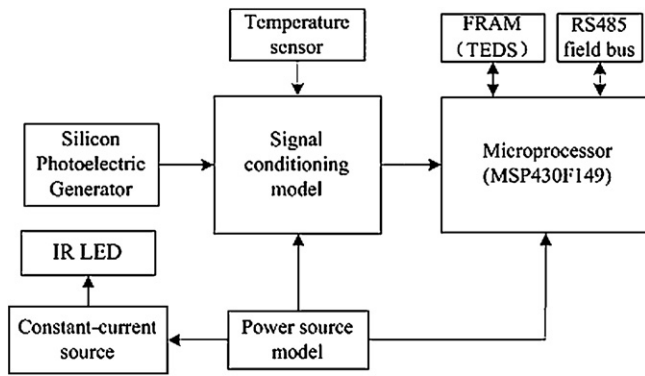 Temperature
sensor
FRAM
(TEDS)
RS485
field bus
Silicon
Photoelectric
Generator
Signal
conditioning
model
Microprocessor
(MSP430F149)
IR LED
Constant-current
source
Power source
model